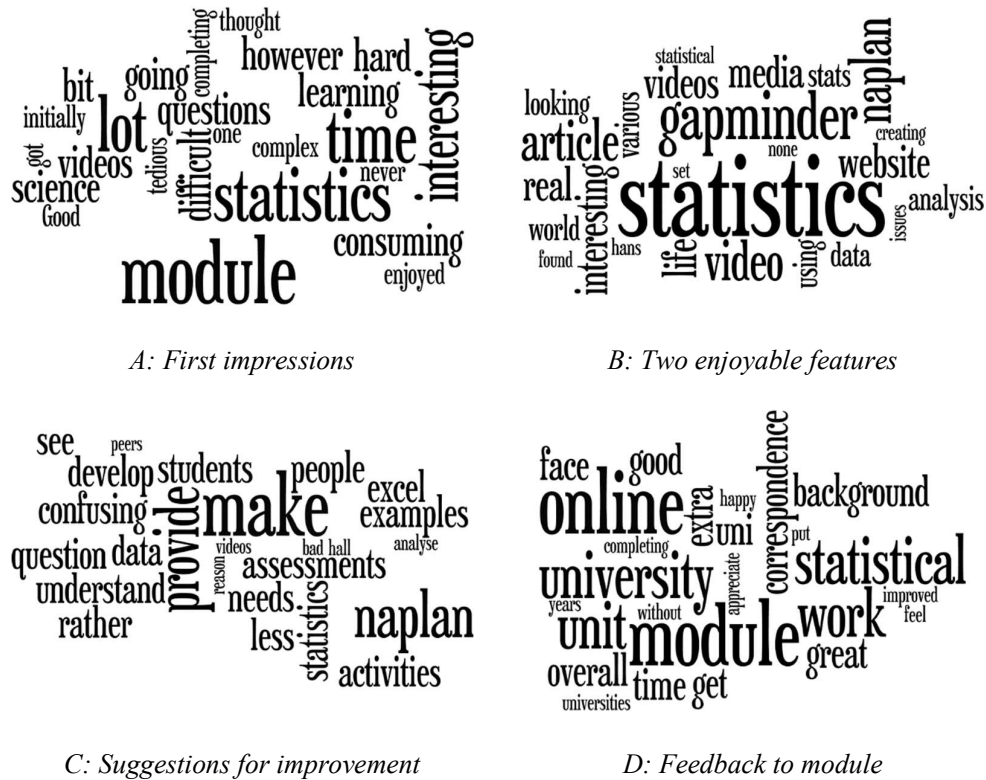 thought
completing
however hard
going
interesting
bit
learning
lot
questions
initially
time
one
difficult
complex
got
videos
tedious
never
science
statistics
Good
consuming
module
enjoyed
A: First impressions
naplan
statistical
videos
media
stats
looking
various
gapminder
article
creating
none
website
real
set
statistics
analysis
interesting
issues
world
hans
life
video
using
data
found
B: Two enjoyable features
see
peers
develop
students
people
provide
make
excel
confusing
examples
question
data
videos
bad hall
analyse
reason
assessments
understand
needs
statistics
naplan
rather
less
activities
C: Suggestions for improvement
correspondence
face
good
online
extra
happy
background
uni
put
completing
statistical
university
appreciate
improved
years
without
work
feel
unit
module
great
overall
time
get
universities
D: Feedback to module